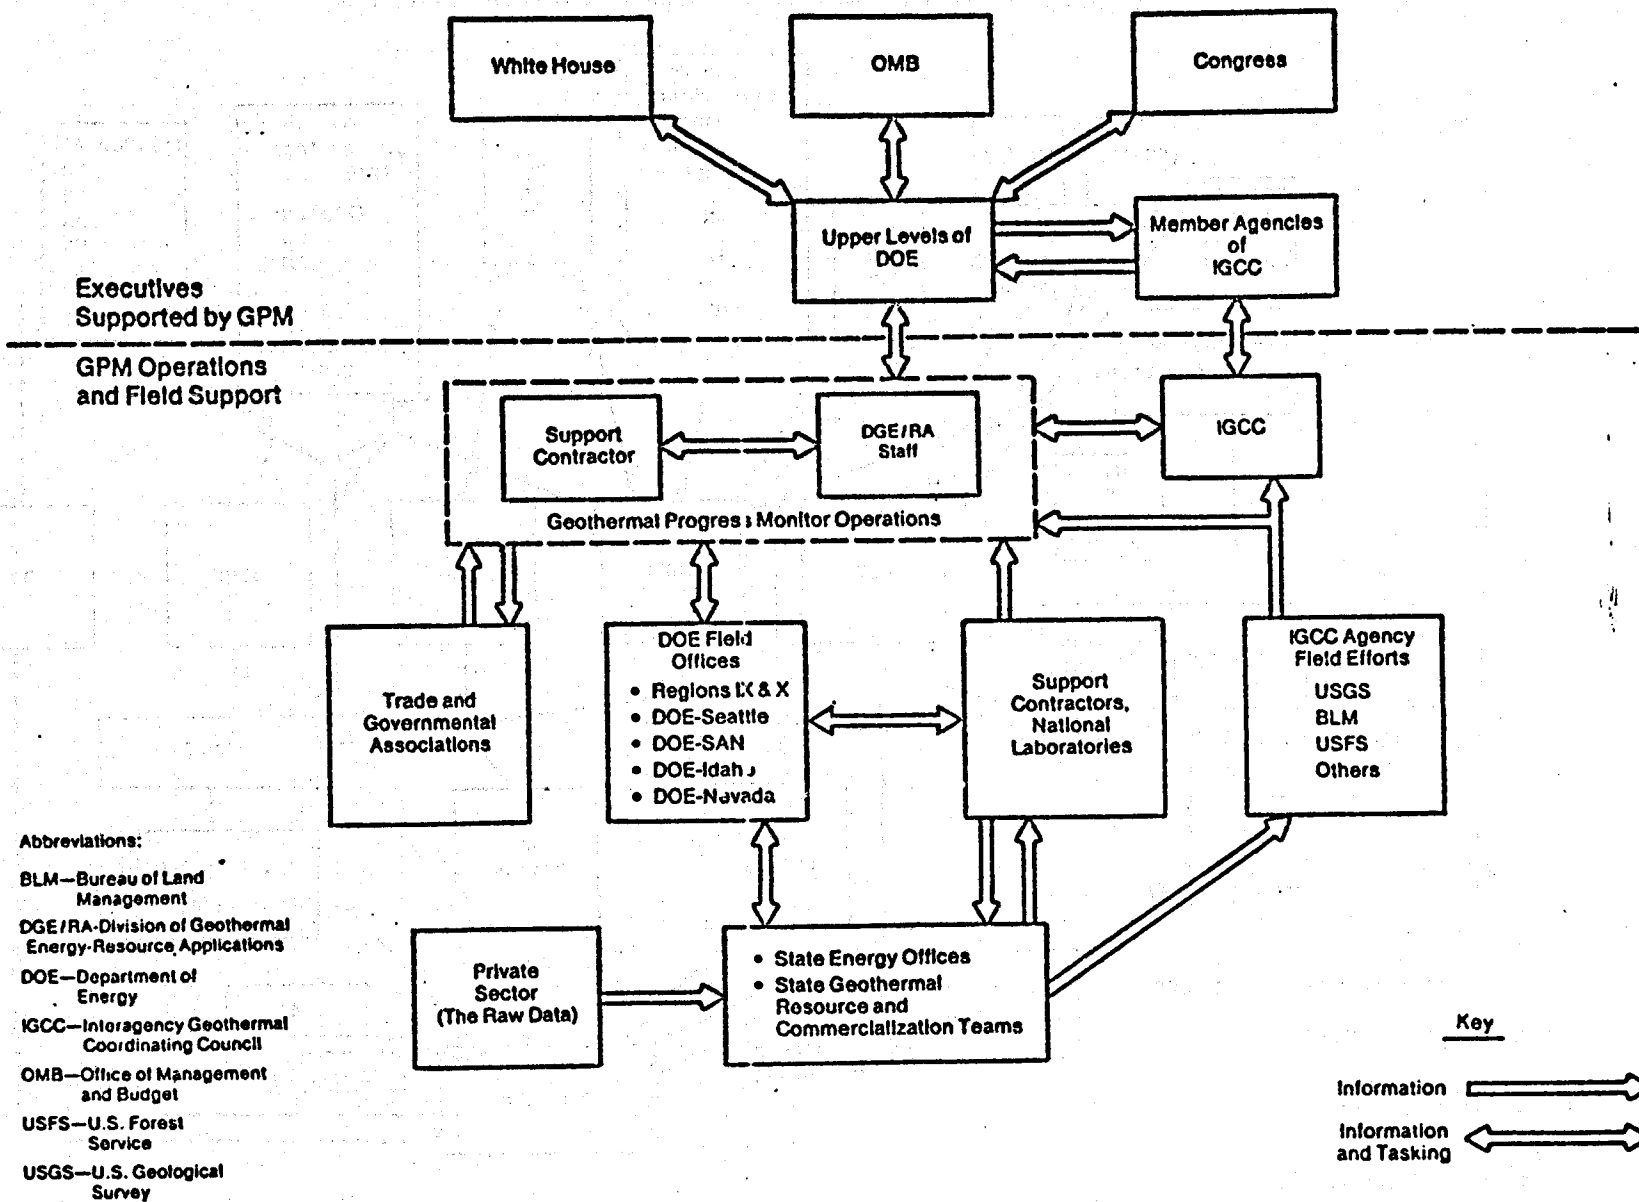 White House
OMB
Congress
Upper Levels of
DOE
Member Agencies
of
IGCC
Executives
Supported by GPM
GPM Operations
and Field Support
Support
Contractor
DGE/RA
Staff
IGCC
Geothermal Progress Monitor Operations
Trade and
Governmental
Associations
DOE Field
Offices
• Regions IX & X
• DOE-Seattle
• DOE-SAN
• DOE-Idaho
• DOE-Nevada
Support
Contractors,
National
Laboratories
IGCC Agency
Field Efforts
USGS
BLM
USFS
Others
Private
Sector
(The Raw Data)
• State Energy Offices
• State Geothermal
Resource and
Commercialization Teams
Abbreviations:
BLM—Bureau of Land
Management
DGE/RA-Division of Geothermal
Energy-Resource Applications
DOE—Department of
Energy
IGCC—Interagency Geothermal
Coordinating Council
OMB—Office of Management
and Budget
USFS—U.S. Forest
Service
USGS—U.S. Geological
Survey
Key
Information
Information
and Tasking